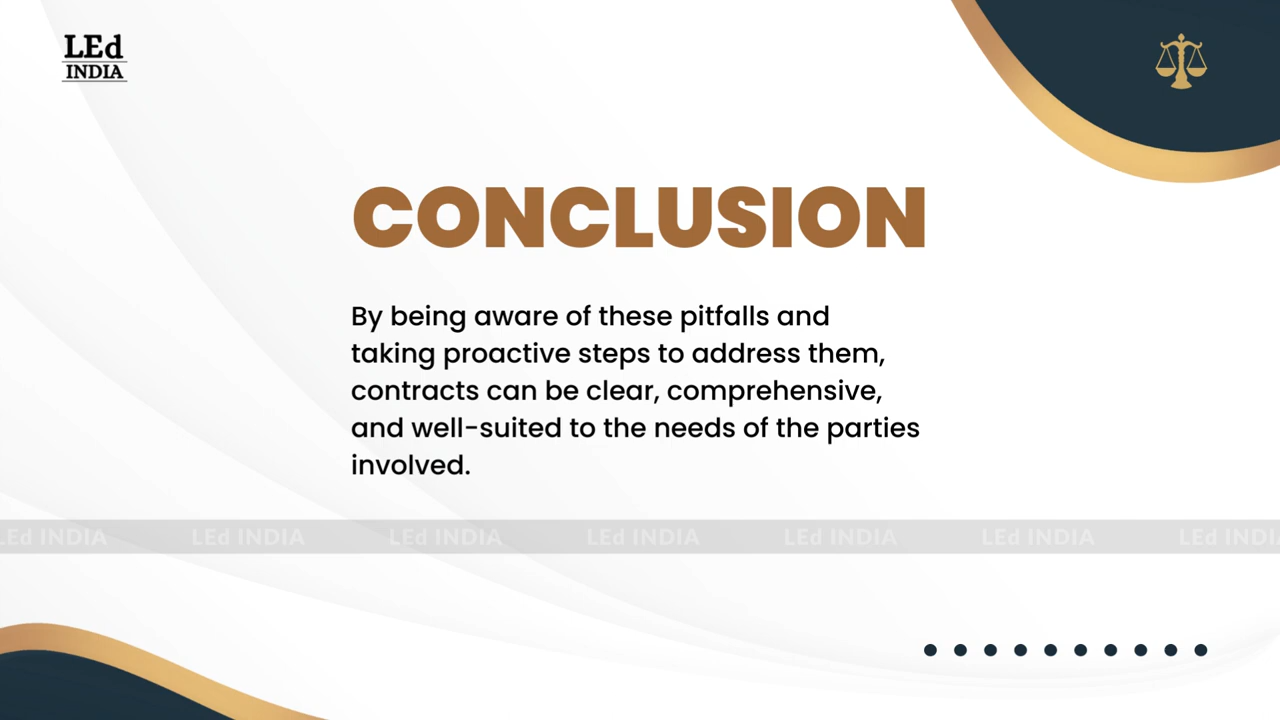 LEd
INDIA
CONCLUSION
By being aware of these pitfalls and
taking proactive steps to address them,
contracts can be clear, comprehensive,
and well-suited to the needs of the parties
involved.
LEd INDIA LEd INDIA LEd INDIA LEd INDIA LEd INDIA LEd INDIA LEd INDIA